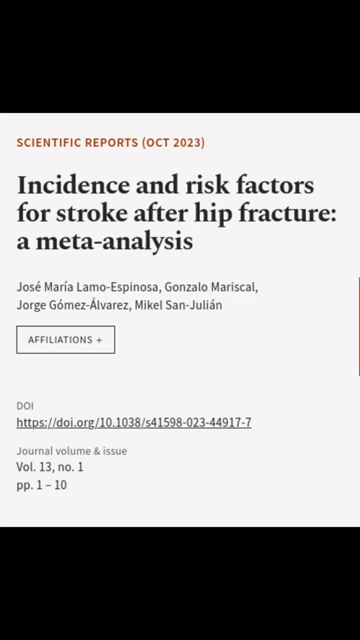 SCIENTIFIC REPORTS (OCT 2023)
Incidence and risk factors
for stroke after hip fracture:
a meta-analysis
José María Lamo-Espinosa, Gonzalo Mariscal,
Jorge Gómez-Álvarez, Mikel San-Julián
AFFILIATIONS +
DOI
https://doi.org/10.1038/s41598-023-44917-7
Journal volume & issue
Vol. 13, no. 1
pp. 1 – 10